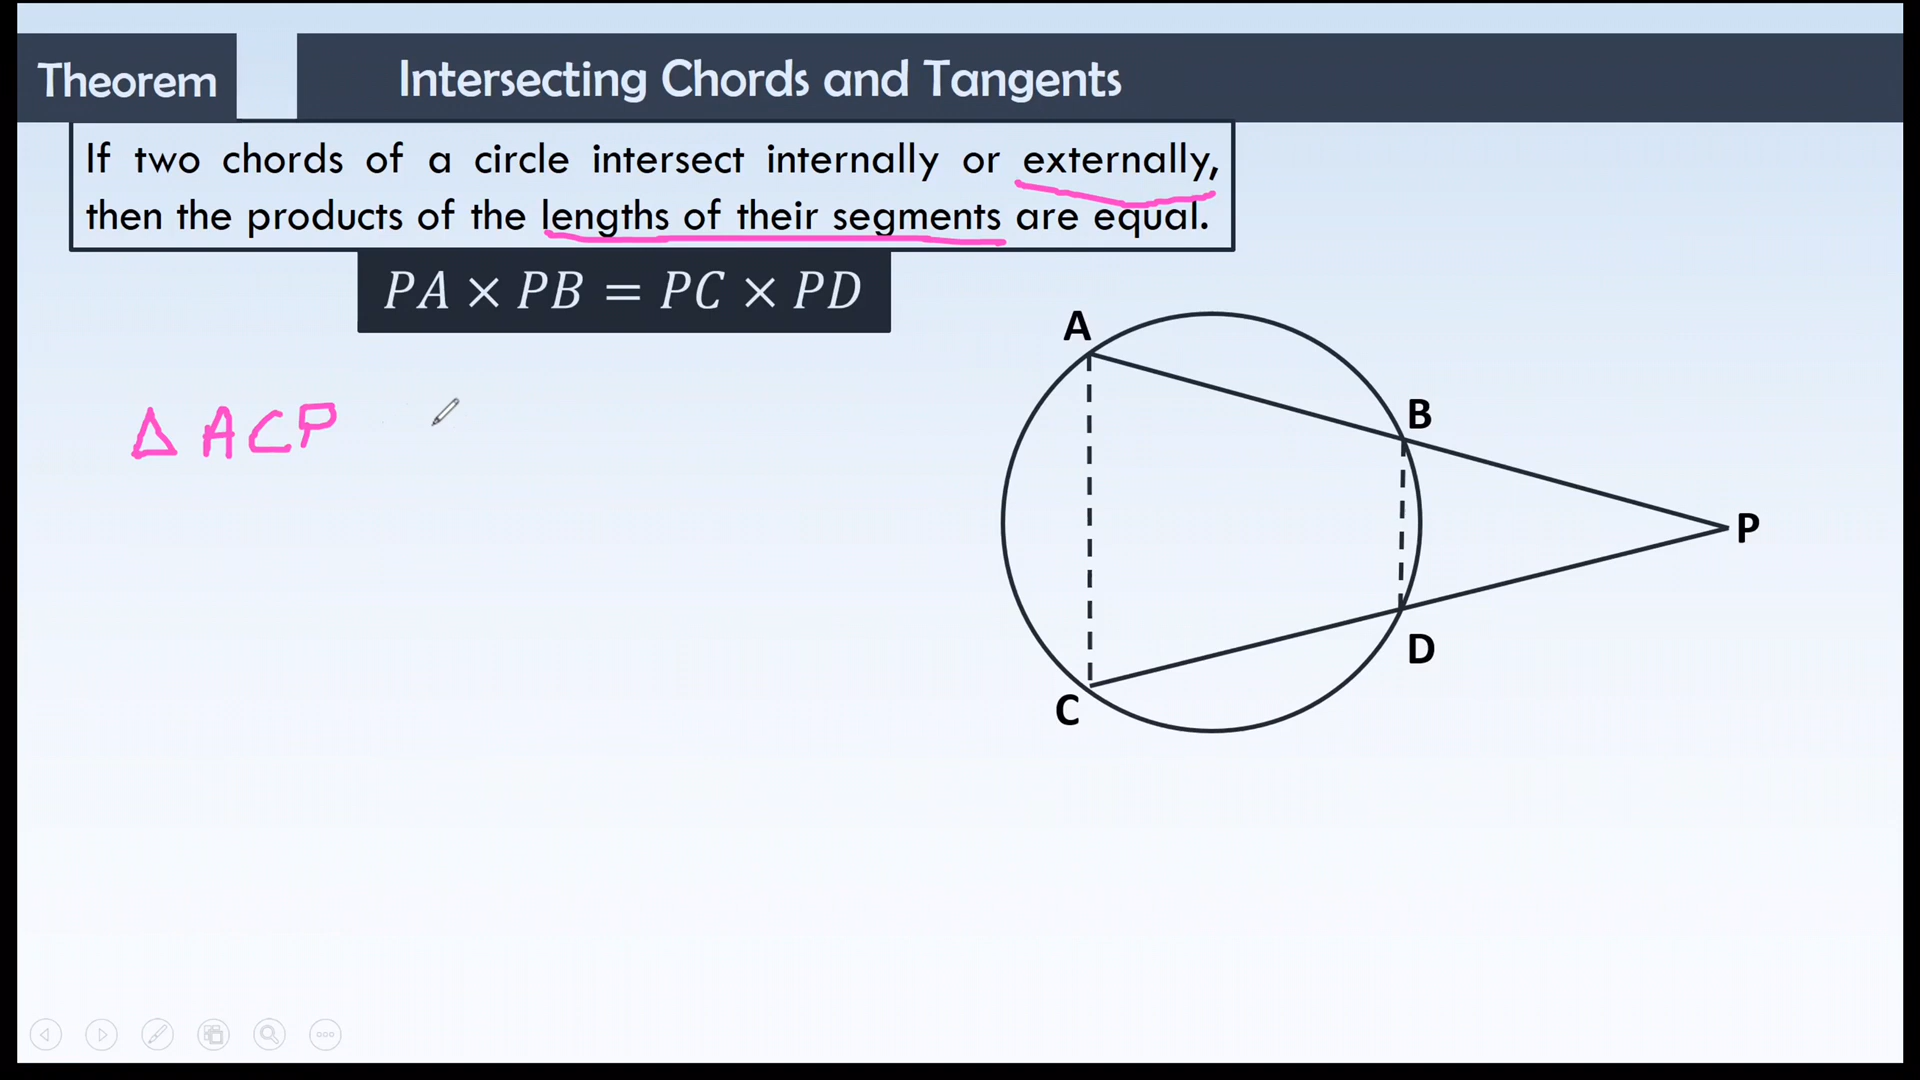 Theorem
Intersecting Chords and Tangents
If two chords of a circle intersect internally or externally,
then the products of the lengths of their segments are equal.
PA × PB = PC × PD
A
B
Δ ACP
P
D
C